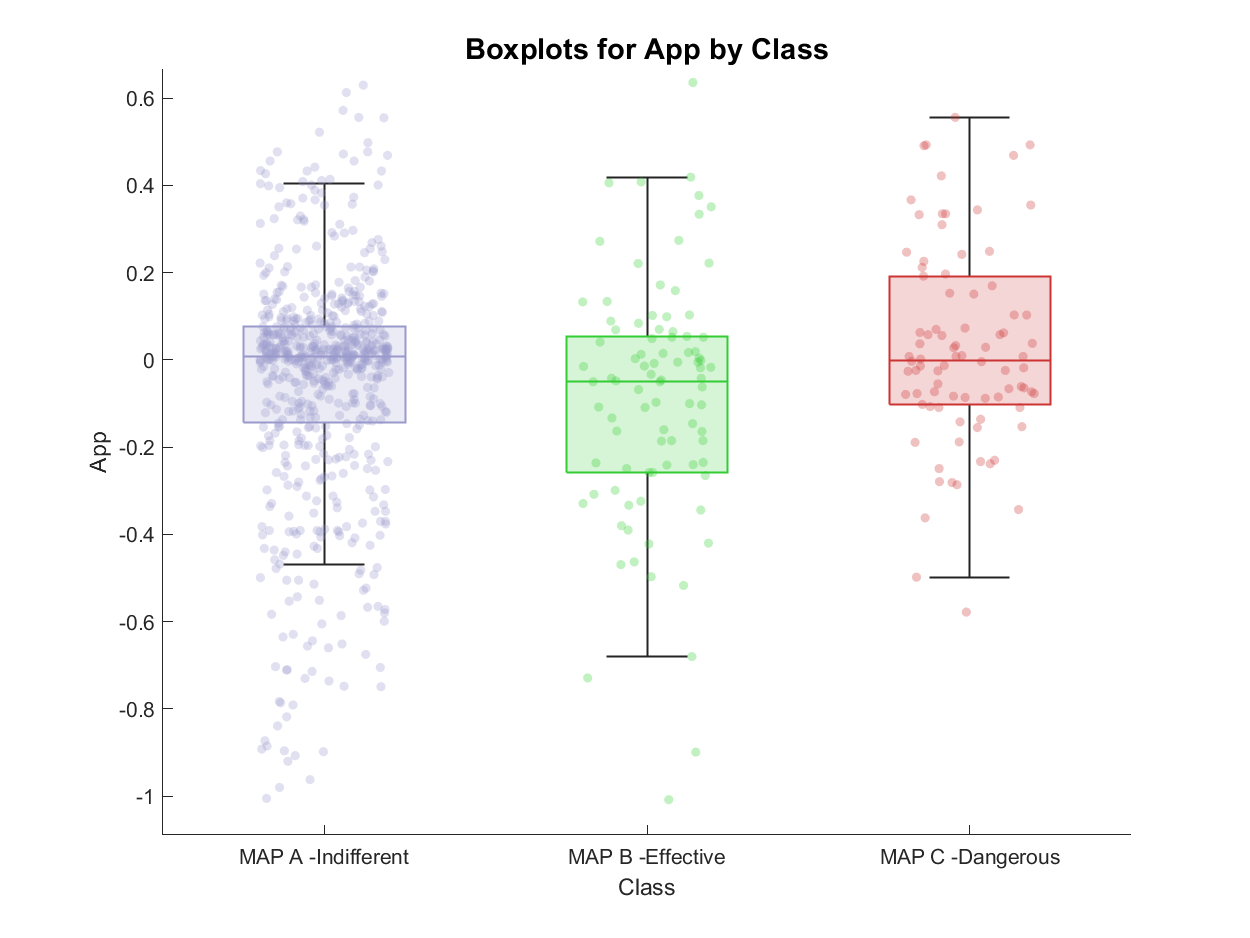 Boxplots for App by Class
0.6
0.4
0.2
0
-0.2
-0.4
-0.6
-0.8
-1
App
MAP A -Indifferent
MAP B -Effective
MAP C -Dangerous
Class